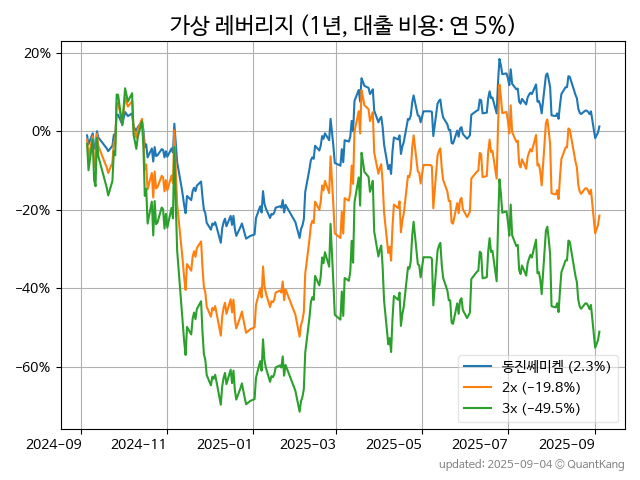 가상 레버리지 (1년, 대출 비용: 연 5%)
20%
0%
−20%
−40%
−60%
동진쎄미켐 (2.3%)
2x (−19.8%)
3x (−49.5%)
2024-09 2024-11 2025-01 2025-03 2025-05 2025-07 2025-09
updated: 2025-09-04 © QuantKang